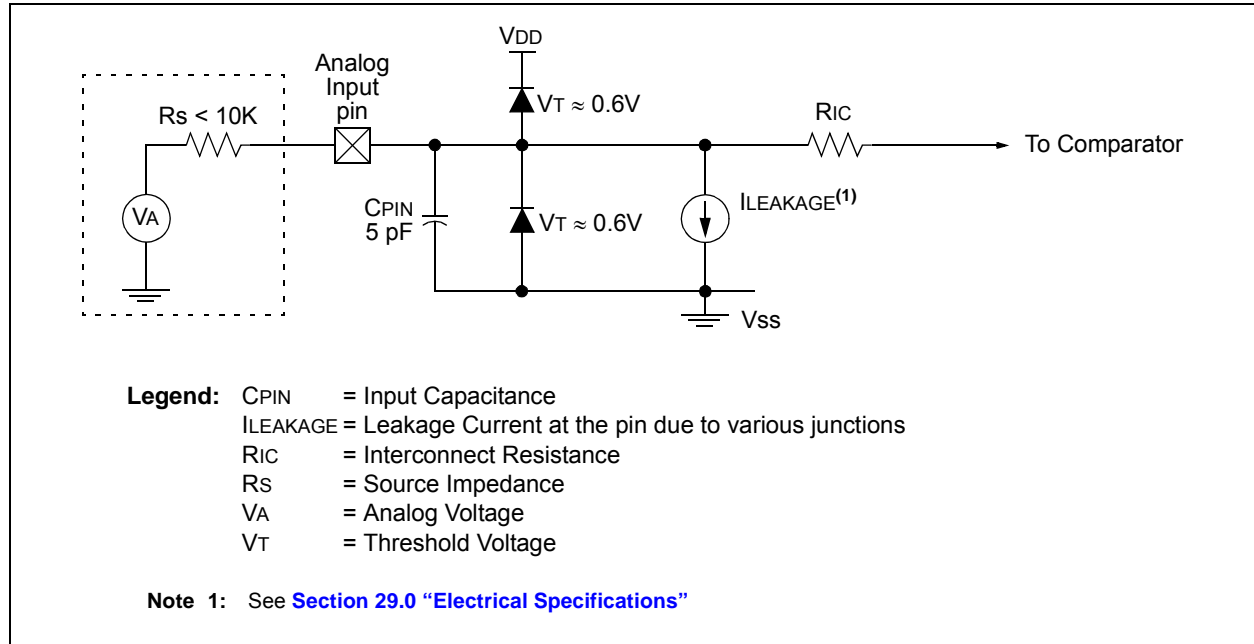 VDD
Analog
Input
pin
Rs < 10K
VT ≈ 0.6V
RIC
To Comparator
VA
CPIN
5 pF
VT ≈ 0.6V
ILEAKAGE(1)
Vss
Legend: CPIN = Input Capacitance
ILEAKAGE = Leakage Current at the pin due to various junctions
RIC = Interconnect Resistance
RS = Source Impedance
VA = Analog Voltage
VT = Threshold Voltage
Note 1: See Section 29.0 “Electrical Specifications”